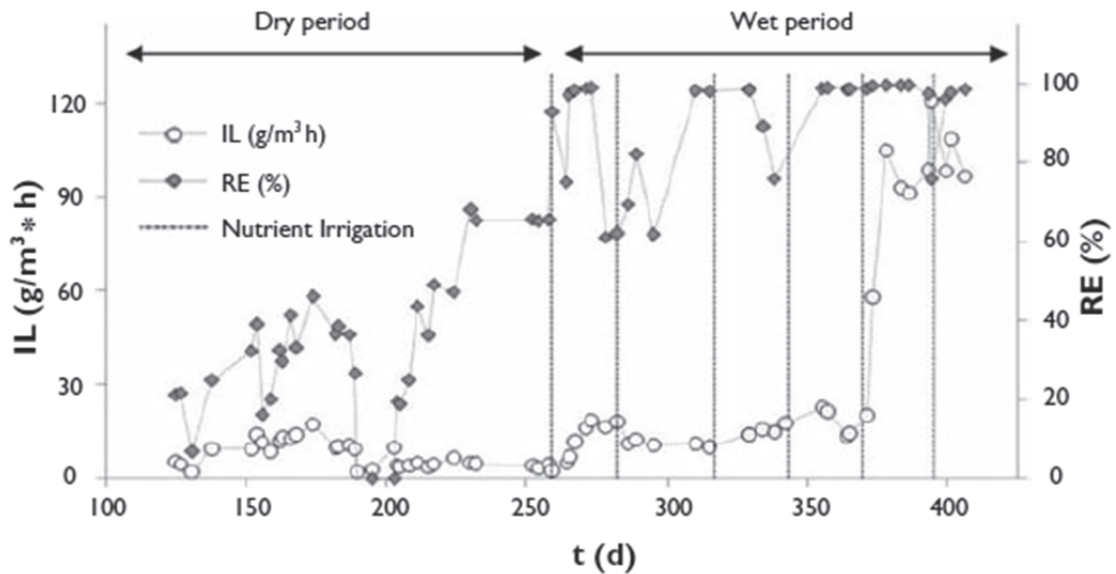 Dry period
Wet period
IL (g/m³ h)
RE (%)
Nutrient Irrigation
IL (g/m³* h)
120
90
60
30
0
100
80
60
40
20
0
RE (%)
100
150
200
250
300
350
400
t (d)